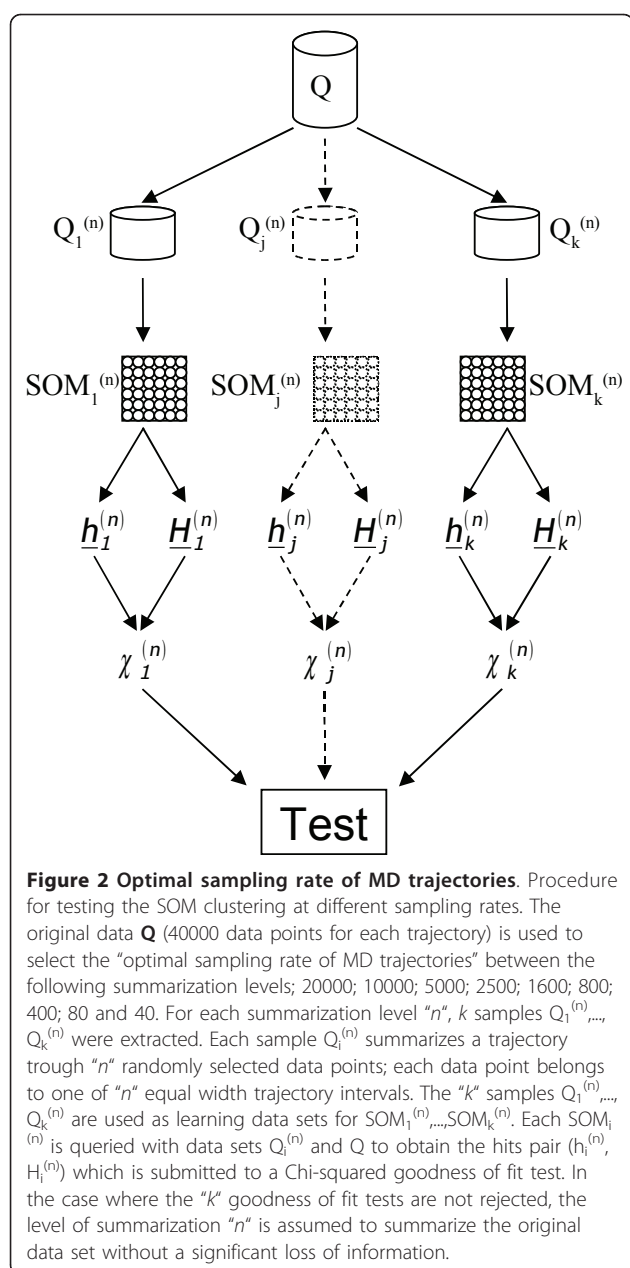 Q
Q₁⁽ⁿ⁾ Qⱼ⁽ⁿ⁾ Qₖ⁽ⁿ⁾
SOM₁⁽ⁿ⁾ SOMⱼ⁽ⁿ⁾ SOMₖ⁽ⁿ⁾
h₁⁽ⁿ⁾ H₁⁽ⁿ⁾ hⱼ⁽ⁿ⁾ Hⱼ⁽ⁿ⁾ hₖ⁽ⁿ⁾ Hₖ⁽ⁿ⁾
χ₁⁽ⁿ⁾ χⱼ⁽ⁿ⁾ χₖ⁽ⁿ⁾
Test
Figure 2 Optimal sampling rate of MD trajectories. Procedure
for testing the SOM clustering at different sampling rates. The
original data Q (40000 data points for each trajectory) is used to
select the "optimal sampling rate of MD trajectories" between the
following summarization levels; 20000; 10000; 5000; 2500; 1600; 800;
400; 80 and 40. For each summarization level "n", k samples Q₁⁽ⁿ⁾,...,
Qₖ⁽ⁿ⁾ were extracted. Each sample Qᵢ⁽ⁿ⁾ summarizes a trajectory
trough "n" randomly selected data points; each data point belongs
to one of "n" equal width trajectory intervals. The "k" samples Q₁⁽ⁿ⁾,...,
Qₖ⁽ⁿ⁾ are used as learning data sets for SOM₁⁽ⁿ⁾,...,SOMₖ⁽ⁿ⁾. Each SOMᵢ
⁽ⁿ⁾ is queried with data sets Qᵢ⁽ⁿ⁾ and Q to obtain the hits pair (hᵢ⁽ⁿ⁾,
Hᵢ⁽ⁿ⁾) which is submitted to a Chi-squared goodness of fit test. In
the case where the "k" goodness of fit tests are not rejected, the
level of summarization "n" is assumed to summarize the original
data set without a significant loss of information.